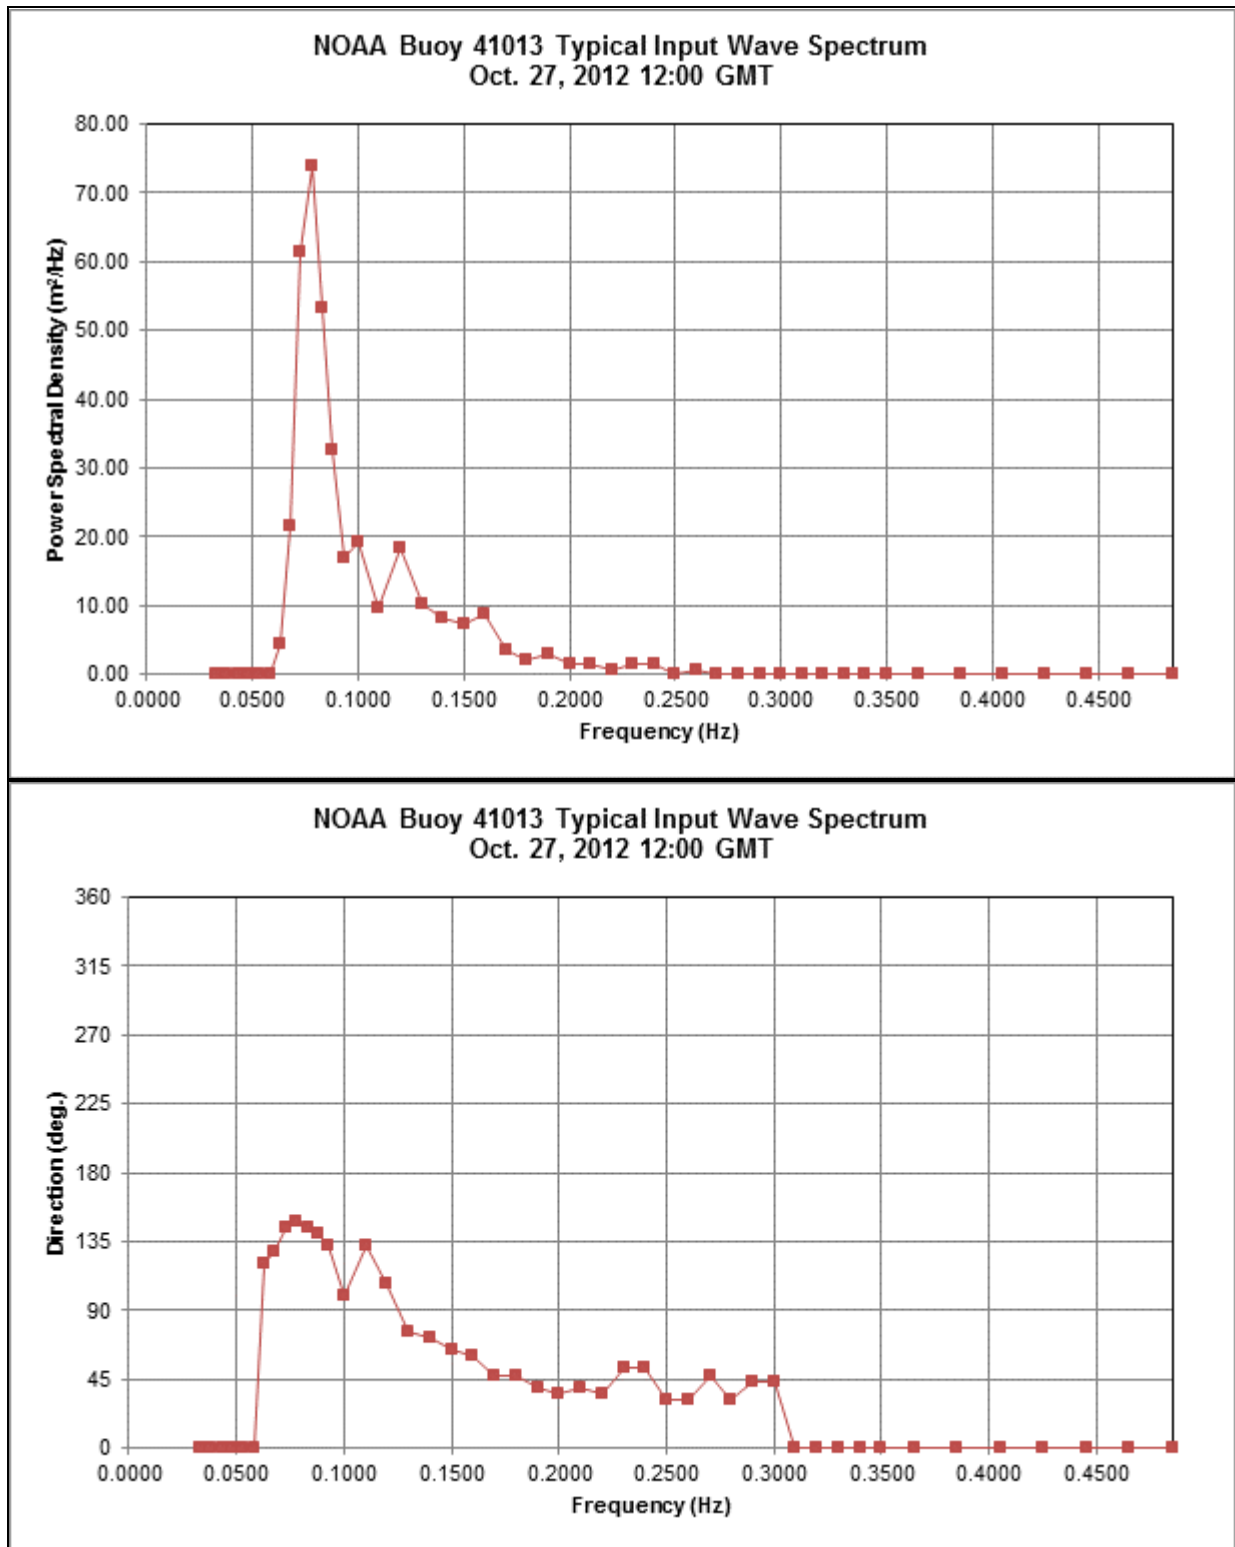 NOAA Buoy 41013 Typical Input Wave Spectrum
Oct. 27, 2012 12:00 GMT
Power Spectral Density (m²/Hz)
80.00
70.00
60.00
50.00
40.00
30.00
20.00
10.00
0.00
0.0000 0.0500 0.1000 0.1500 0.2000 0.2500 0.3000 0.3500 0.4000 0.4500
Frequency (Hz)
NOAA Buoy 41013 Typical Input Wave Spectrum
Oct. 27, 2012 12:00 GMT
Direction (deg.)
360
315
270
225
180
135
90
45
0
0.0000 0.0500 0.1000 0.1500 0.2000 0.2500 0.3000 0.3500 0.4000 0.4500
Frequency (Hz)